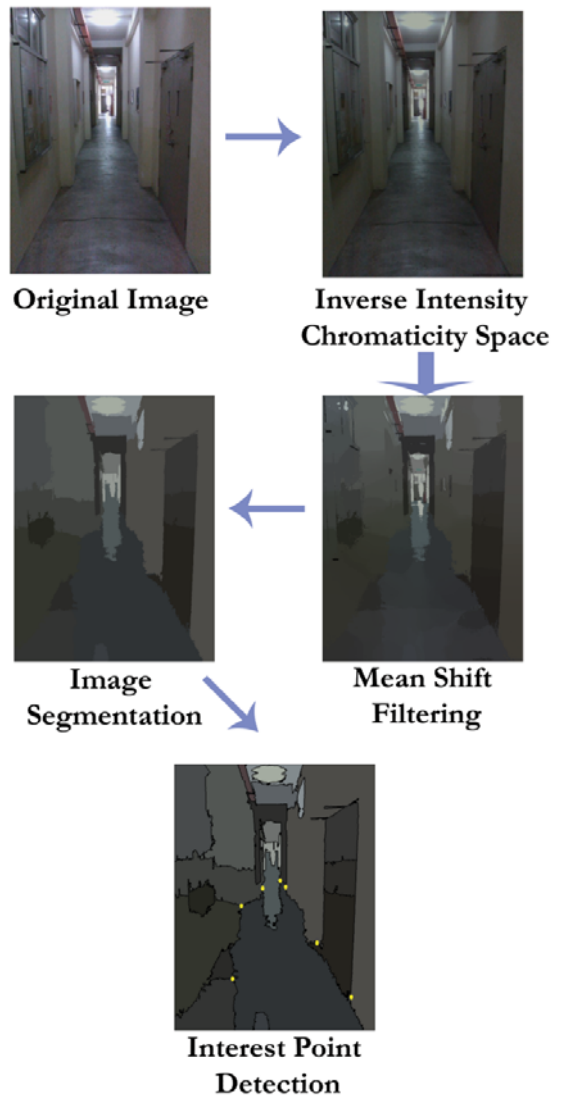 Original Image
Inverse Intensity
Chromaticity Space
Mean Shift
Filtering
Image
Segmentation
Interest Point
Detection